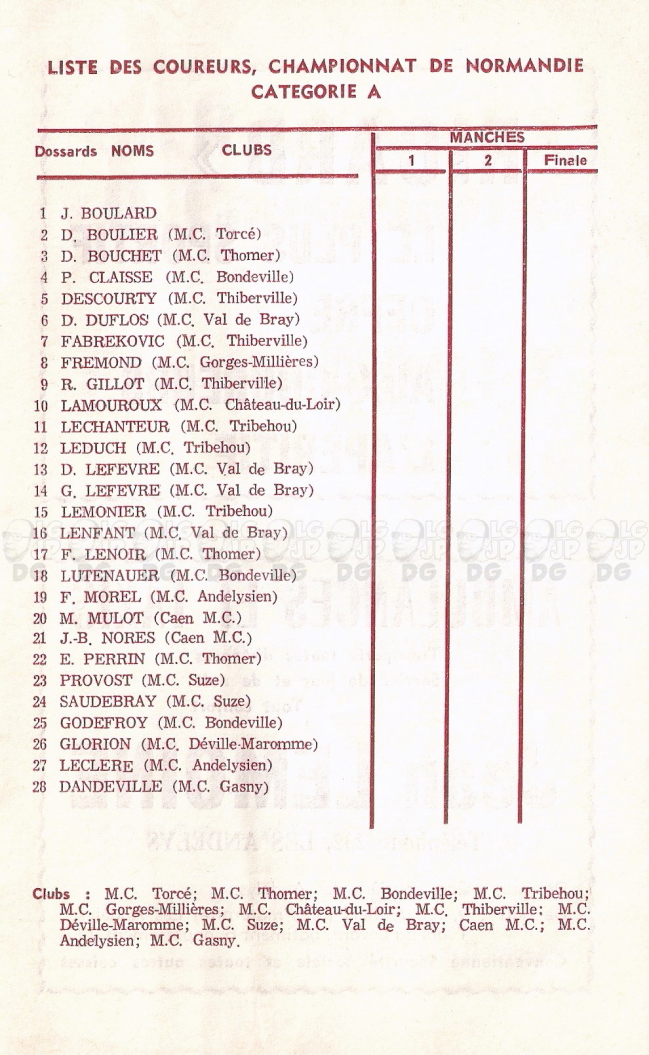 LISTE DES COUREURS, CHAMPIONNAT DE NORMANDIE
CATEGORIE A
MANCHES
Dossards NOMS CLUBS
1 2 Finale
1 J. BOULARD
2 D. BOULIER (M.C. Torcé)
3 D. BOUCHET (M.C. Thomer)
4 P. CLAISSE (M.C. Bondeville)
5 DESCOURTY (M.C. Thiberville)
6 D. DUFLOS (M.C. Val de Bray)
7 FABREKOVIC (M.C. Thiberville)
8 FREMOND (M.C. Gorges-Millières)
9 R. GILLOT (M.C. Thiberville)
10 LAMOUROUX (M.C. Château-du-Loir)
11 LECHANTEUR (M.C. Tribehou)
12 LEDUCH (M.C. Tribehou)
13 D. LEFEVRE (M.C. Val de Bray)
14 G. LEFEVRE (M.C. Val de Bray)
15 LEMONIER (M.C. Tribehou)
16 LENFANT (M.C. Val de Bray)
17 F. LENOIR (M.C. Thomer)
18 LUTENAUER (M.C. Bondeville)
19 F. MOREL (M.C. Andelysien)
20 M. MULOT (Caen M.C.)
21 J.-B. NORES (Caen M.C.)
22 E. PERRIN (M.C. Thomer)
23 PROVOST (M.C. Suze)
24 SAUDEBRAY (M.C. Suze)
25 GODEFROY (M.C. Bondeville)
26 GLORION (M.C. Déville-Maromme)
27 LECLERE (M.C. Andelysien)
28 DANDEVILLE (M.C. Gasny)
Clubs : M.C. Torcé; M.C. Thomer; M.C. Bondeville; M.C. Tribehou;
M.C. Gorges-Millières; M.C. Château-du-Loir; M.C. Thiberville; M.C.
Déville-Maromme; M.C. Suze; M.C. Val de Bray; Caen M.C.; M.C.
Andelysien; M.C. Gasny.